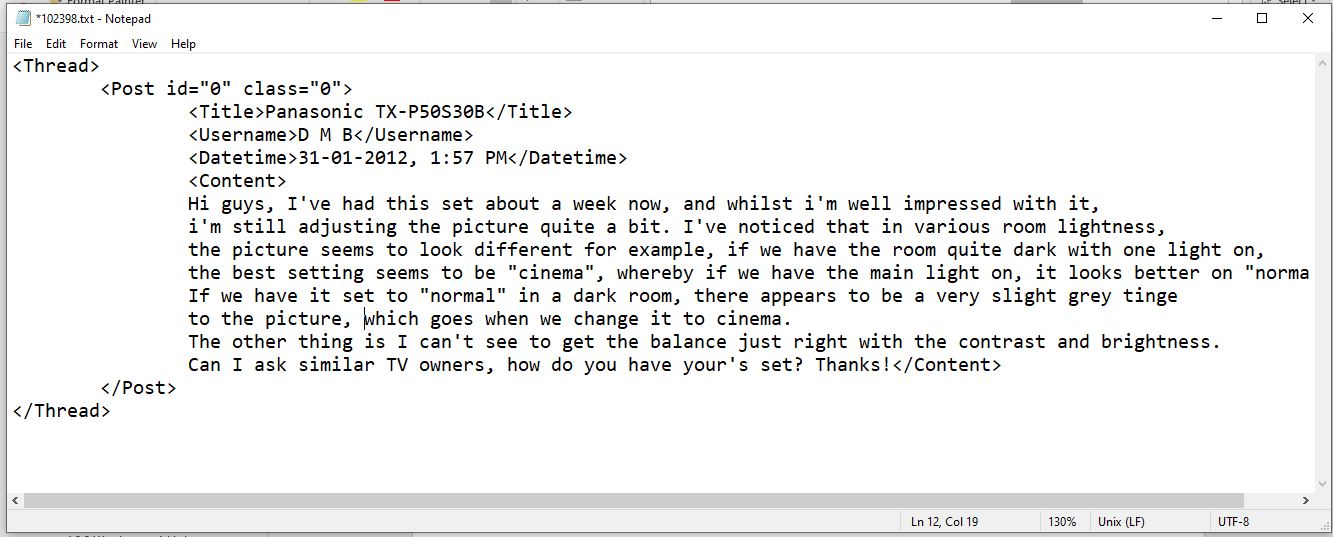 *102398.txt - Notepad
File Edit Format View Help
<Thread>
<Post id="0" class="0">
<Title>Panasonic TX-P50S30B</Title>
<Username>D M B</Username>
<Datetime>31-01-2012, 1:57 PM</Datetime>
<Content>
Hi guys, I've had this set about a week now, and whilst i'm well impressed with it,
i'm still adjusting the picture quite a bit. I've noticed that in various room lightness,
the picture seems to look different for example, if we have the room quite dark with one light on,
the best setting seems to be "cinema", whereby if we have the main light on, it looks better on "norma
If we have it set to "normal" in a dark room, there appears to be a very slight grey tinge
to the picture, which goes when we change it to cinema.
The other thing is I can't see to get the balance just right with the contrast and brightness.
Can I ask similar TV owners, how do you have your's set? Thanks!</Content>
</Post>
</Thread>
Ln 12, Col 19 130% Unix (LF) UTF-8